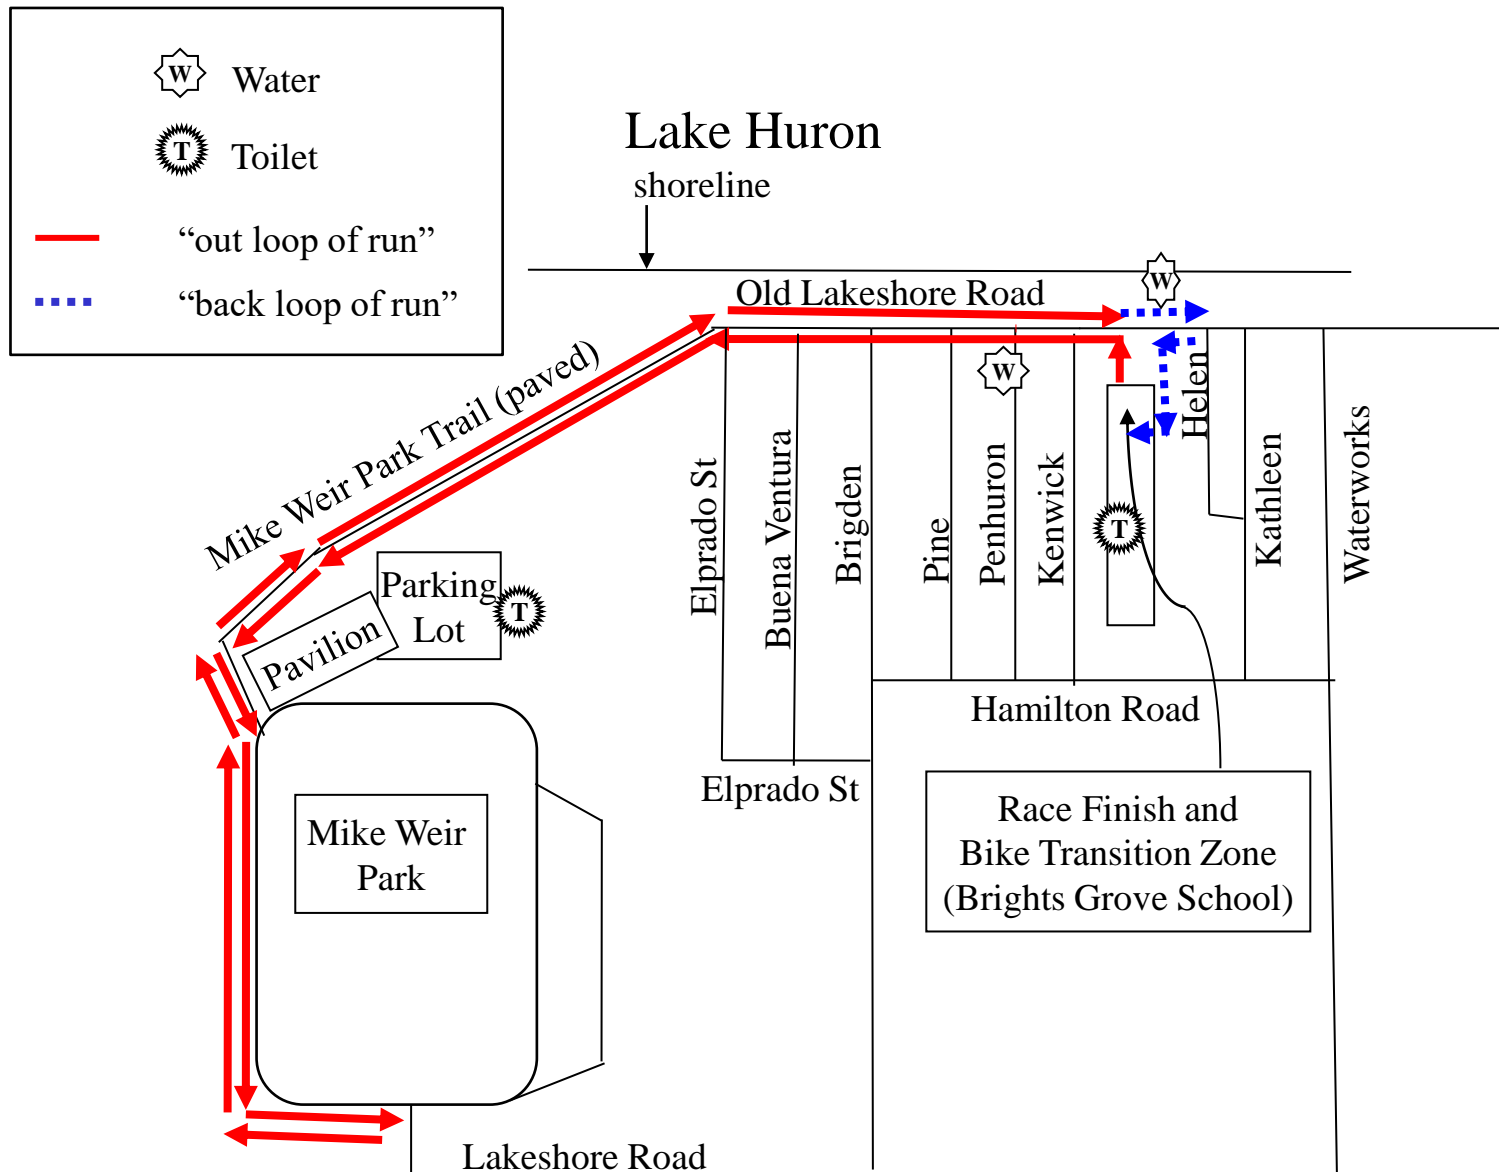 W Water
T Toilet
“out loop of run”
“back loop of run”
Lake Huron
shoreline
W
Old Lakeshore Road
W
Mike Weir Park Trail (paved)
Elprado St
Buena Ventura
Brigden
Pine
Penhuron
Kenwick
Helen
Kathleen
Waterworks
T
Parking
Lot
T
Pavilion
Hamilton Road
Elprado St
Mike Weir
Park
Race Finish and
Bike Transition Zone
(Brights Grove School)
Lakeshore Road